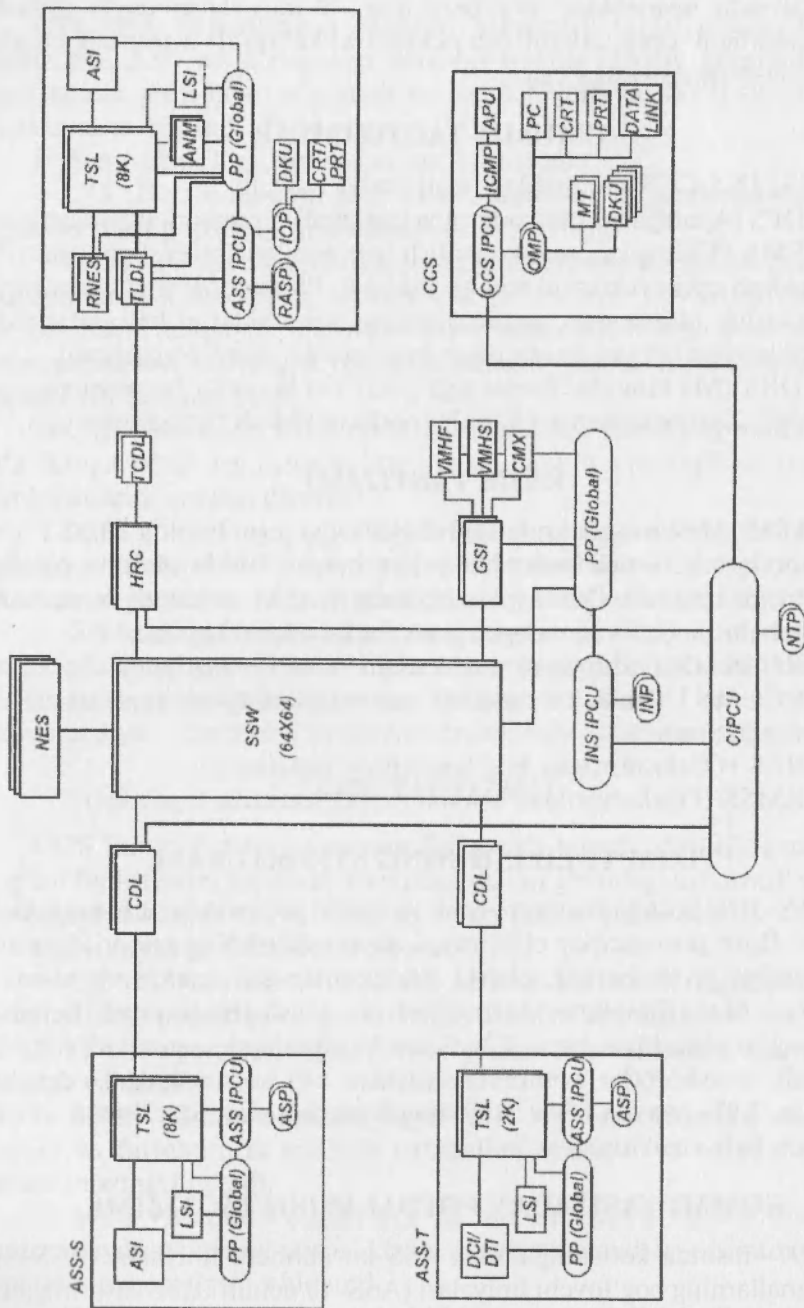 NES
ASS-S
ASI
TSL
(8K)
LSI
PP (Global)
ASS IPCU
ASP
CDL
SSW
(64X64)
HRC
TCDL
RNES
TLDL
TSL
(8K)
ASI
ANM
LSI
ASS IPCU
PP (Global)
RASP
IOP
DKU
CRT/
PRT
ASS-T
DCI/
DTI
TSL
(2K)
LSI
PP (Global)
ASS IPCU
ASP
CDL
GSI
VMHF
VMHS
CMX
INS IPCU
PP (Global)
INP
CIPCU
NTP
CCS
CCS IPCU
LCMP
APU
OMP
PC
CRT
PRT
MT
DKU
DATA
LINK